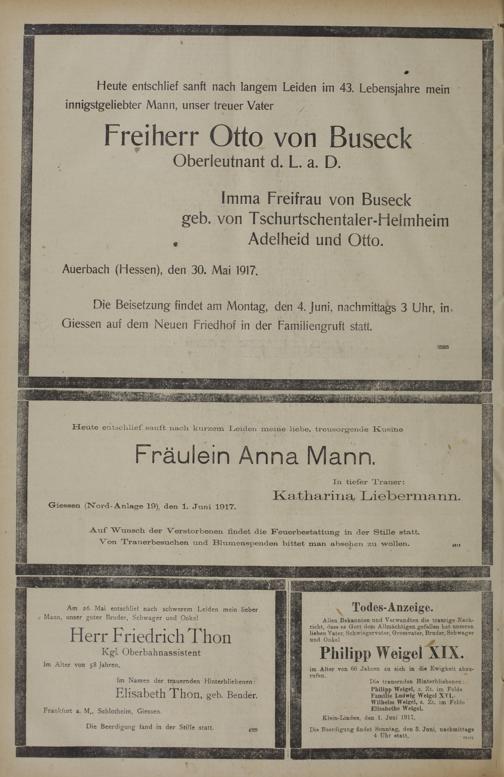 Heute entschlief sanft nach langem Leiden im 43. Lebensjahre mein
innigstgeliebter Mann, unser treuer Vater
Freiherr Otto von Buseck
Oberleutnant d. L. a. D.
Imma Freifrau von Buseck
geb. von Tschurtschentaler-Helmheim
Adelheid und Otto.
Auerbach (Hessen), den 30. Mai 1917.
Die Beisetzung findet am Montag, den 4. Juni, nachmittags 3 Uhr, in
Giessen auf dem Neuen Friedhof in der Familiengruft statt.
Heute entschlief sanft nach kurzem Leiden meine liebe, treusorgende Kusine
Fräulein Anna Mann.
In tiefer Trauer:
Katharina Liebermann.
Giessen (Nord-Anlage 19), den 1. Juni 1917.
Auf Wunsch der Verstorbenen findet die Feuerbestattung in der Stille statt.
Von Trauerbesuchen und Blumenspenden bittet man absehen zu wollen.
Am 26. Mai entschlief nach schwerem Leiden mein lieber
Mann, unser guter Bruder, Schwager und Onkel
Herr Friedrich Thon
Kgl. Oberbahnassistent
im Alter von 58 Jahren.
Im Namen der trauernden Hinterbliebenen:
Elisabeth Thon, geb. Bender.
Frankfurt a. M., Schlotheim, Giessen.
Die Beerdigung fand in der Stille statt.
Todes-Anzeige.
Allen Bekannten und Verwandten die traurige Nach-
richt, dass es Gott dem Allmächtigen gefallen hat unseren
lieben Vater, Schwiegervater, Grossvater, Bruder, Schwager
und Onkel
Philipp Weigel XIX.
im Alter von 66 Jahren zu sich in die Ewigkeit abzu-
rufen.
Die trauernden Hinterbliebenen:
Philipp Weigel, z. Zt. im Felde
Familie Ludwig Weigel XVI.
Wilhelm Weigel, z. Zt. im Felde
Elisabethe Weigel.
Klein-Linden, den 1. Juni 1917.
Die Beerdigung findet Sonntag, den 3. Juni, nachmittags
4 Uhr statt.